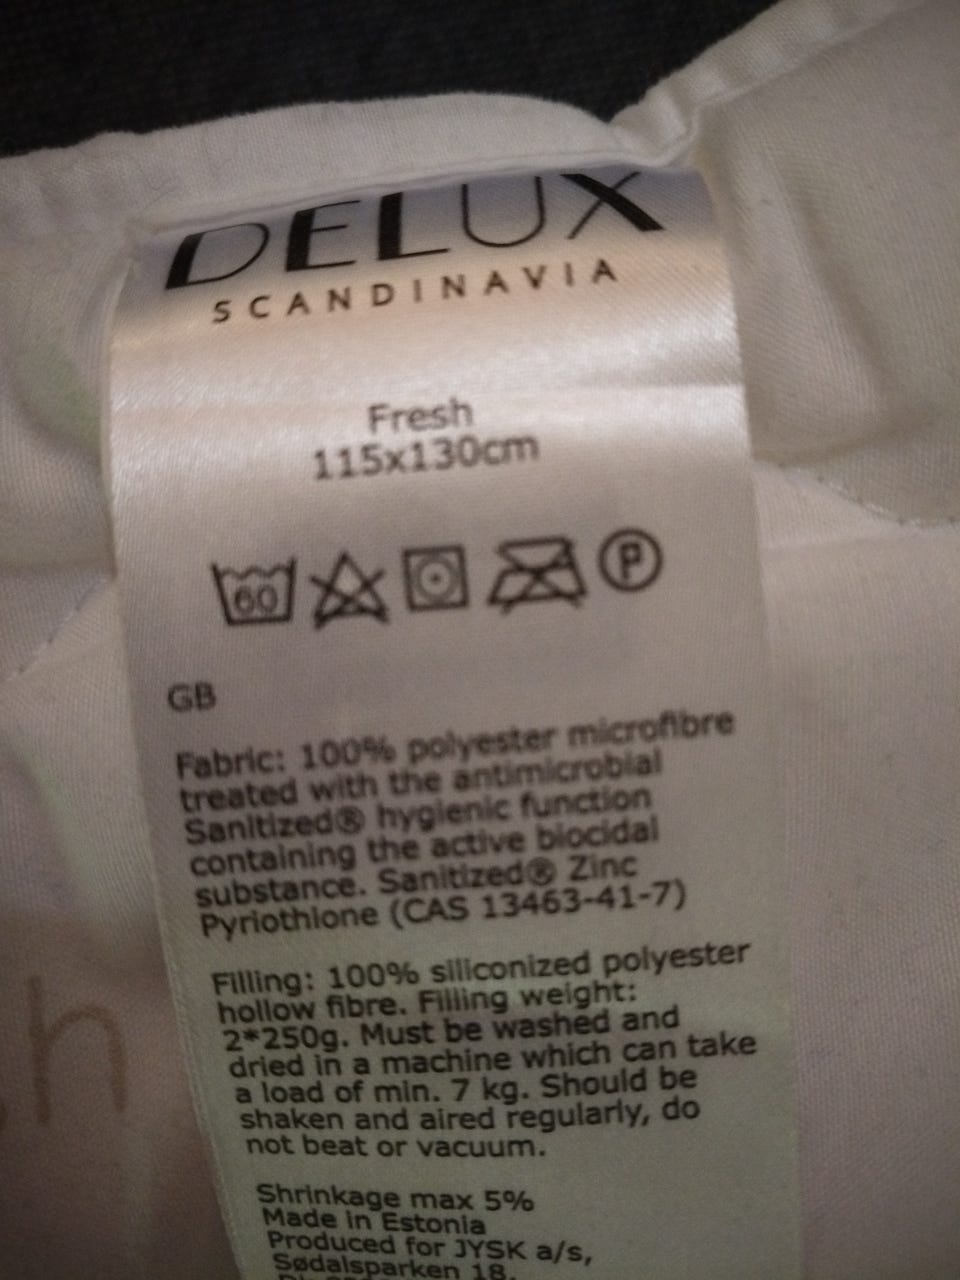 DELUX
SCANDINAVIA
Fresh
115x130cm
60 P
GB
Fabric: 100% polyester microfibre
treated with the antimicrobial
Sanitized® hygienic function
containing the active biocidal
substance. Sanitized® Zinc
Pyriothione (CAS 13463-41-7)
Filling: 100% siliconized polyester
hollow fibre. Filling weight:
2*250g. Must be washed and
dried in a machine which can take
a load of min. 7 kg. Should be
shaken and aired regularly, do
not beat or vacuum.
Shrinkage max 5%
Made in Estonia
Produced for JYSK a/s,
Sødalsparken 18,
h